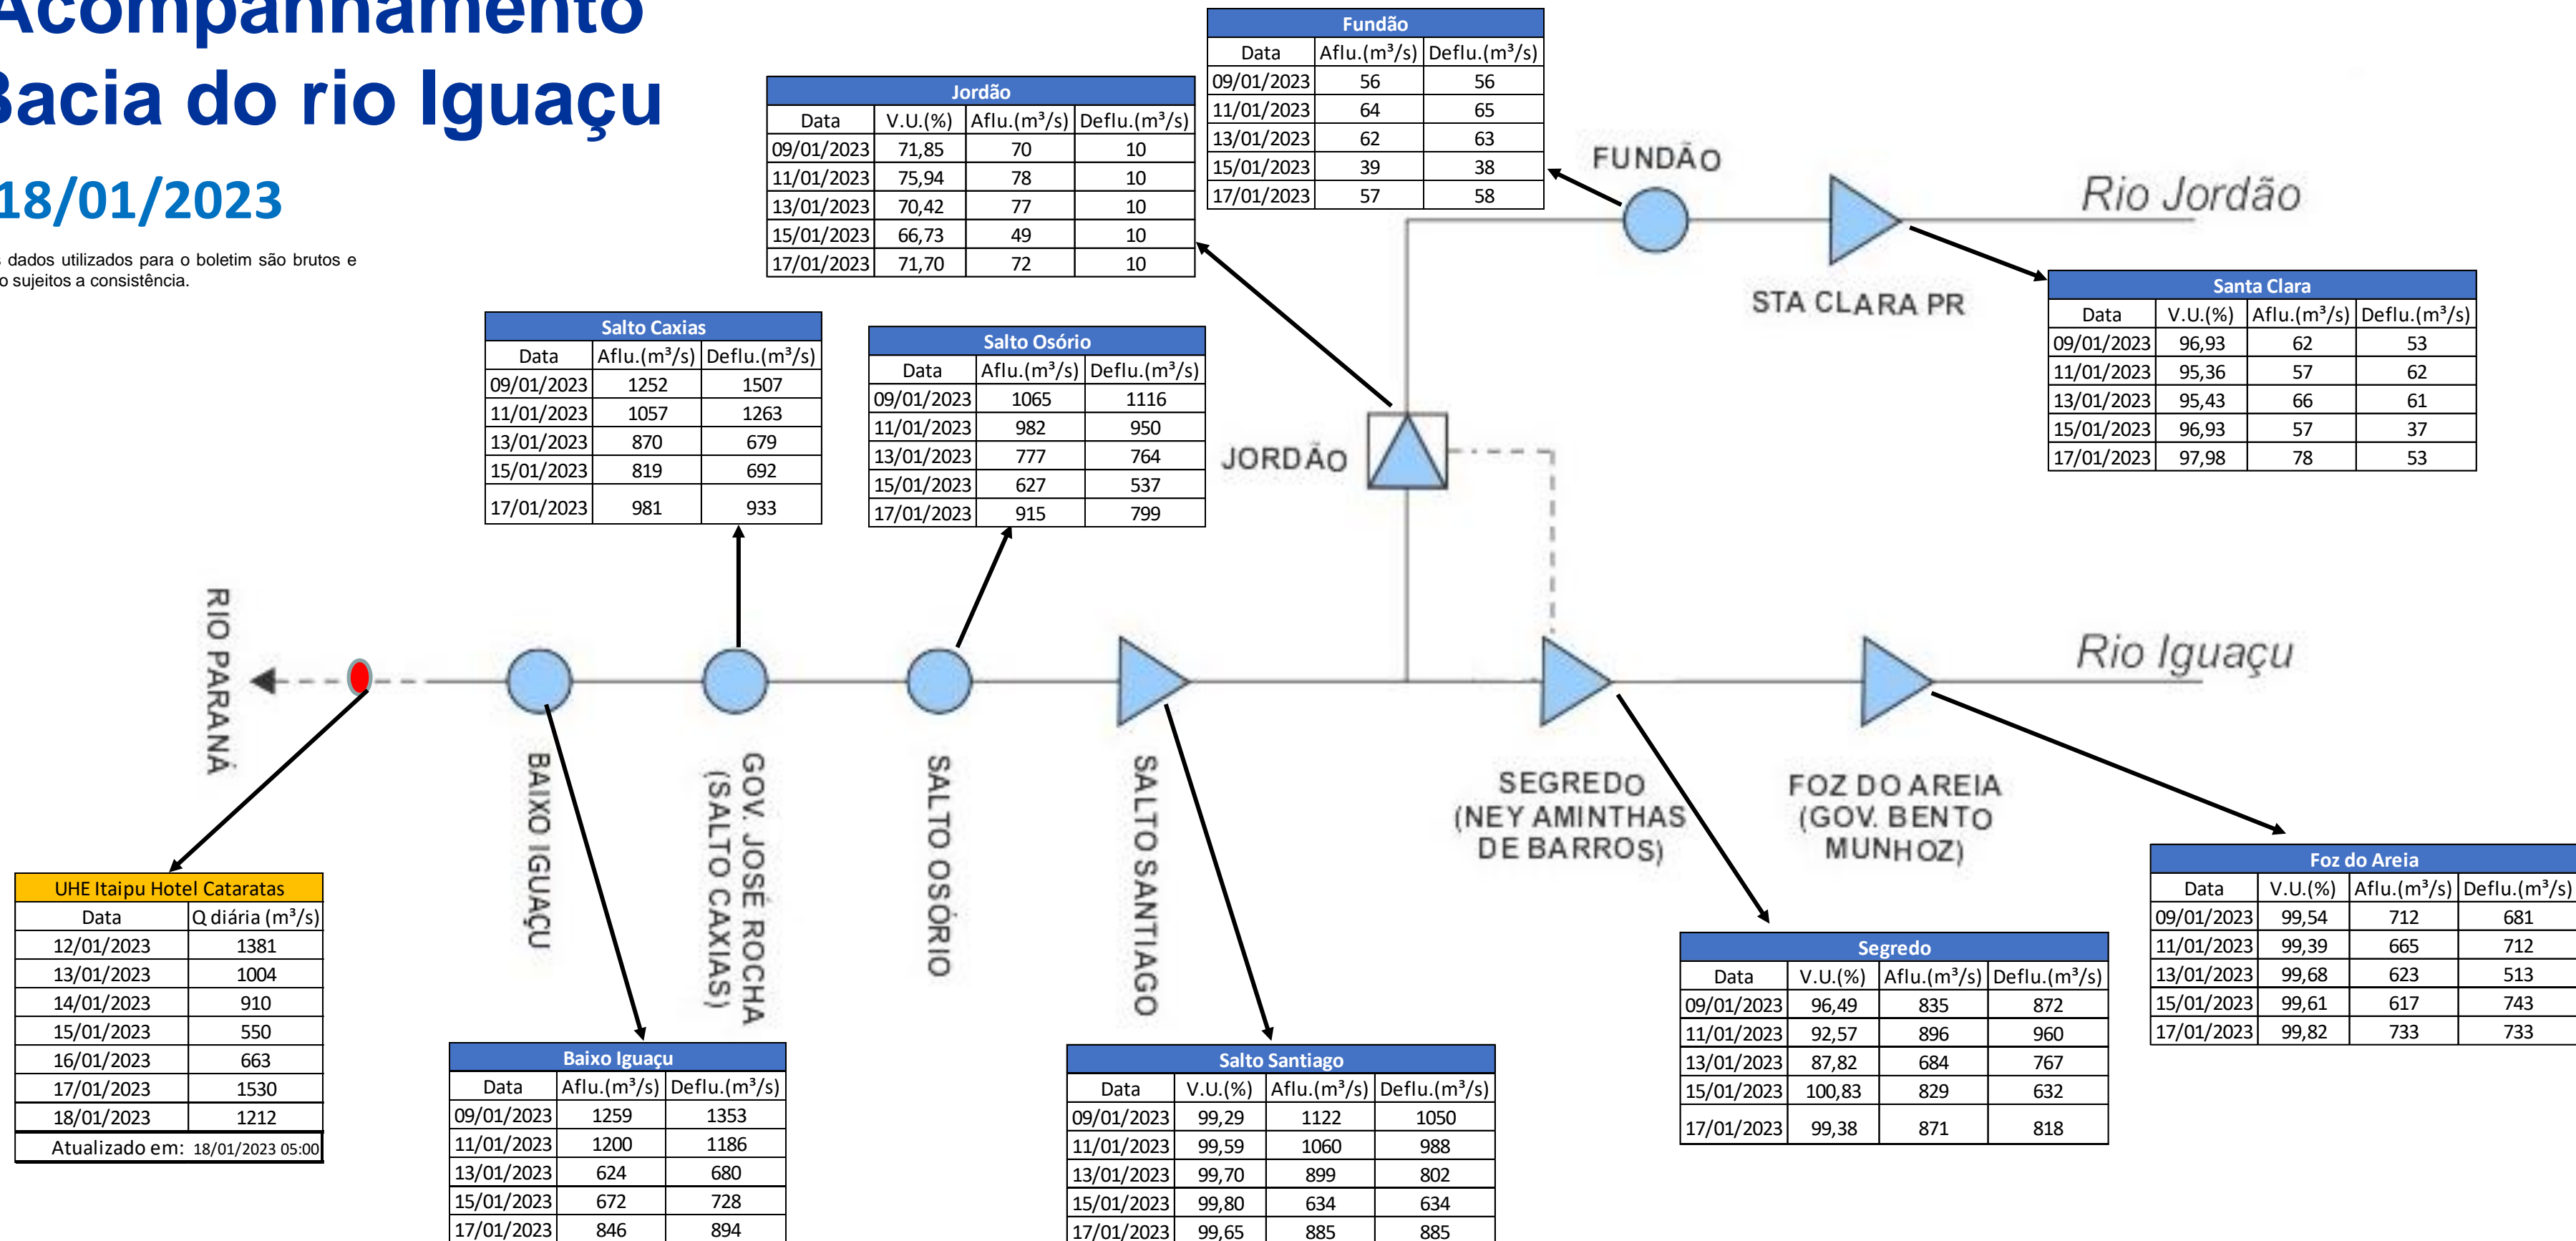 Acompanhamento
Bacia do rio Iguaçu
18/01/2023
dados utilizados para o boletim são brutos e
sujeitos a consistência.
Fundão
Data Aflu.(m³/s) Deflu.(m³/s)
09/01/2023 56 56
11/01/2023 64 65
13/01/2023 62 63
15/01/2023 39 38
17/01/2023 57 58
Jordão
Data V.U.(%) Aflu.(m³/s) Deflu.(m³/s)
09/01/2023 71,85 70 10
11/01/2023 75,94 78 10
13/01/2023 70,42 77 10
15/01/2023 66,73 49 10
17/01/2023 71,70 72 10
FUNDÃO
Rio Jordão
STA CLARA PR
Santa Clara
Data V.U.(%) Aflu.(m³/s) Deflu.(m³/s)
09/01/2023 96,93 62 53
11/01/2023 95,36 57 62
13/01/2023 95,43 66 61
15/01/2023 96,93 57 37
17/01/2023 97,98 78 53
Salto Caxias
Data Aflu.(m³/s) Deflu.(m³/s)
09/01/2023 1252 1507
11/01/2023 1057 1263
13/01/2023 870 679
15/01/2023 819 692
17/01/2023 981 933
Salto Osório
Data Aflu.(m³/s) Deflu.(m³/s)
09/01/2023 1065 1116
11/01/2023 982 950
13/01/2023 777 764
15/01/2023 627 537
17/01/2023 915 799
JORDÃO
RIO PARANÁ
Rio Iguaçu
BAIXO IGUAÇU
GOV. JOSÉ ROCHA
(SALTO CAXIAS)
SALTO OSÓRIO
SALTO SANTIAGO
SEGREDO
(NEY AMINTHAS
DE BARROS)
FOZ DO AREIA
(GOV. BENTO
MUNHOZ)
UHE Itaipu Hotel Cataratas
Data Q diária (m³/s)
12/01/2023 1381
13/01/2023 1004
14/01/2023 910
15/01/2023 550
16/01/2023 663
17/01/2023 1530
18/01/2023 1212
Atualizado em: 18/01/2023 05:00
Baixo Iguaçu
Data Aflu.(m³/s) Deflu.(m³/s)
09/01/2023 1259 1353
11/01/2023 1200 1186
13/01/2023 624 680
15/01/2023 672 728
17/01/2023 846 894
Salto Santiago
Data V.U.(%) Aflu.(m³/s) Deflu.(m³/s)
09/01/2023 99,29 1122 1050
11/01/2023 99,59 1060 988
13/01/2023 99,70 899 802
15/01/2023 99,80 634 634
17/01/2023 99,65 885 885
Segredo
Data V.U.(%) Aflu.(m³/s) Deflu.(m³/s)
09/01/2023 96,49 835 872
11/01/2023 92,57 896 960
13/01/2023 87,82 684 767
15/01/2023 100,83 829 632
17/01/2023 99,38 871 818
Foz do Areia
Data V.U.(%) Aflu.(m³/s) Deflu.(m³/s)
09/01/2023 99,54 712 681
11/01/2023 99,39 665 712
13/01/2023 99,68 623 513
15/01/2023 99,61 617 743
17/01/2023 99,82 733 733